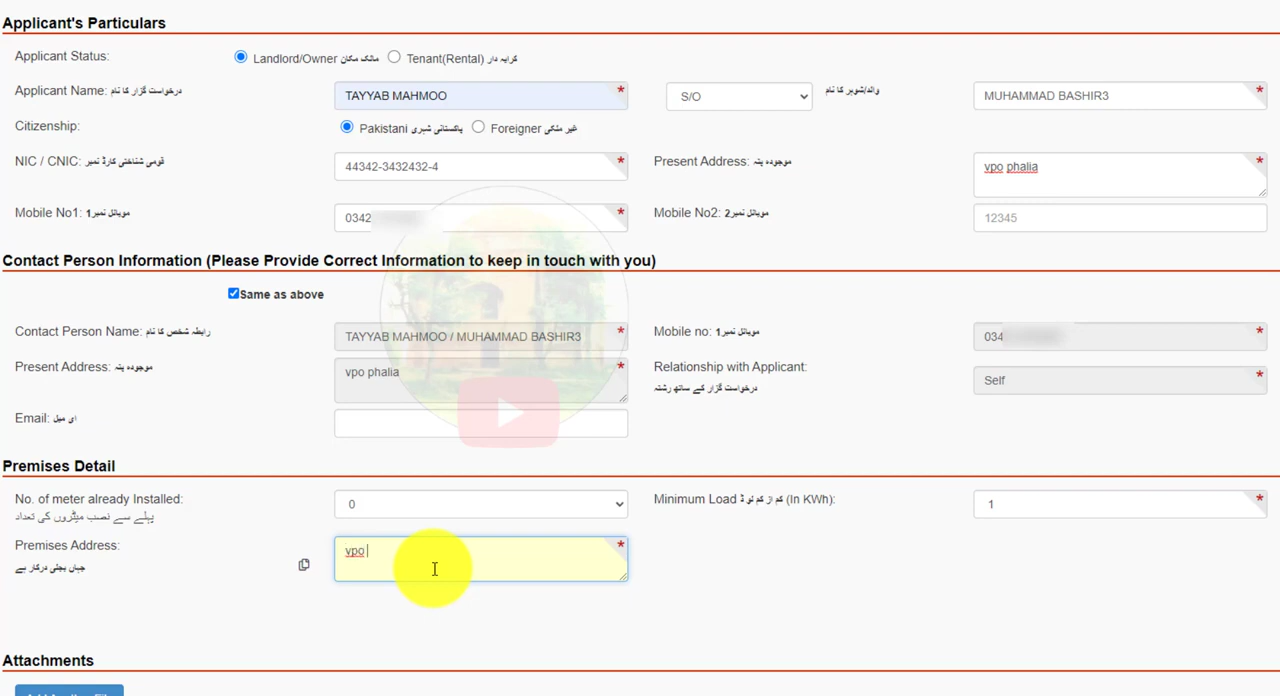 Applicant's Particulars
Applicant Status: Landlord/Owner مالک مکان Tenant(Rental) کرایہ دار
Applicant Name: درخواست گزار کا نام TAYYAB MAHMOO * S/O والد/شوہر کا نام MUHAMMAD BASHIR3 *
Citizenship: Pakistani پاکستانی شہری Foreigner غیر ملکی
NIC / CNIC: قومی شناختی کارڈ نمبر 44342-3432432-4 * Present Address: موجودہ پتہ vpo phalia *
Mobile No1: موبائل نمبر1 0342 * Mobile No2: موبائل نمبر2 12345
Contact Person Information (Please Provide Correct Information to keep in touch with you)
Same as above
Contact Person Name: رابطہ شخص کا نام TAYYAB MAHMOO / MUHAMMAD BASHIR3 * Mobile no: موبائل نمبر1 034 *
Present Address: موجودہ پتہ vpo phalia * Relationship with Applicant: Self *
درخواست گزار کے ساتھ رشتہ
Email: ای میل
Premises Detail
No. of meter already Installed: 0 Minimum Load کم از کم لوڈ (In KWh): 1 *
پہلے سے نصب میٹروں کی تعداد
Premises Address: vpo *
جہاں بجلی درکار ہے
Attachments